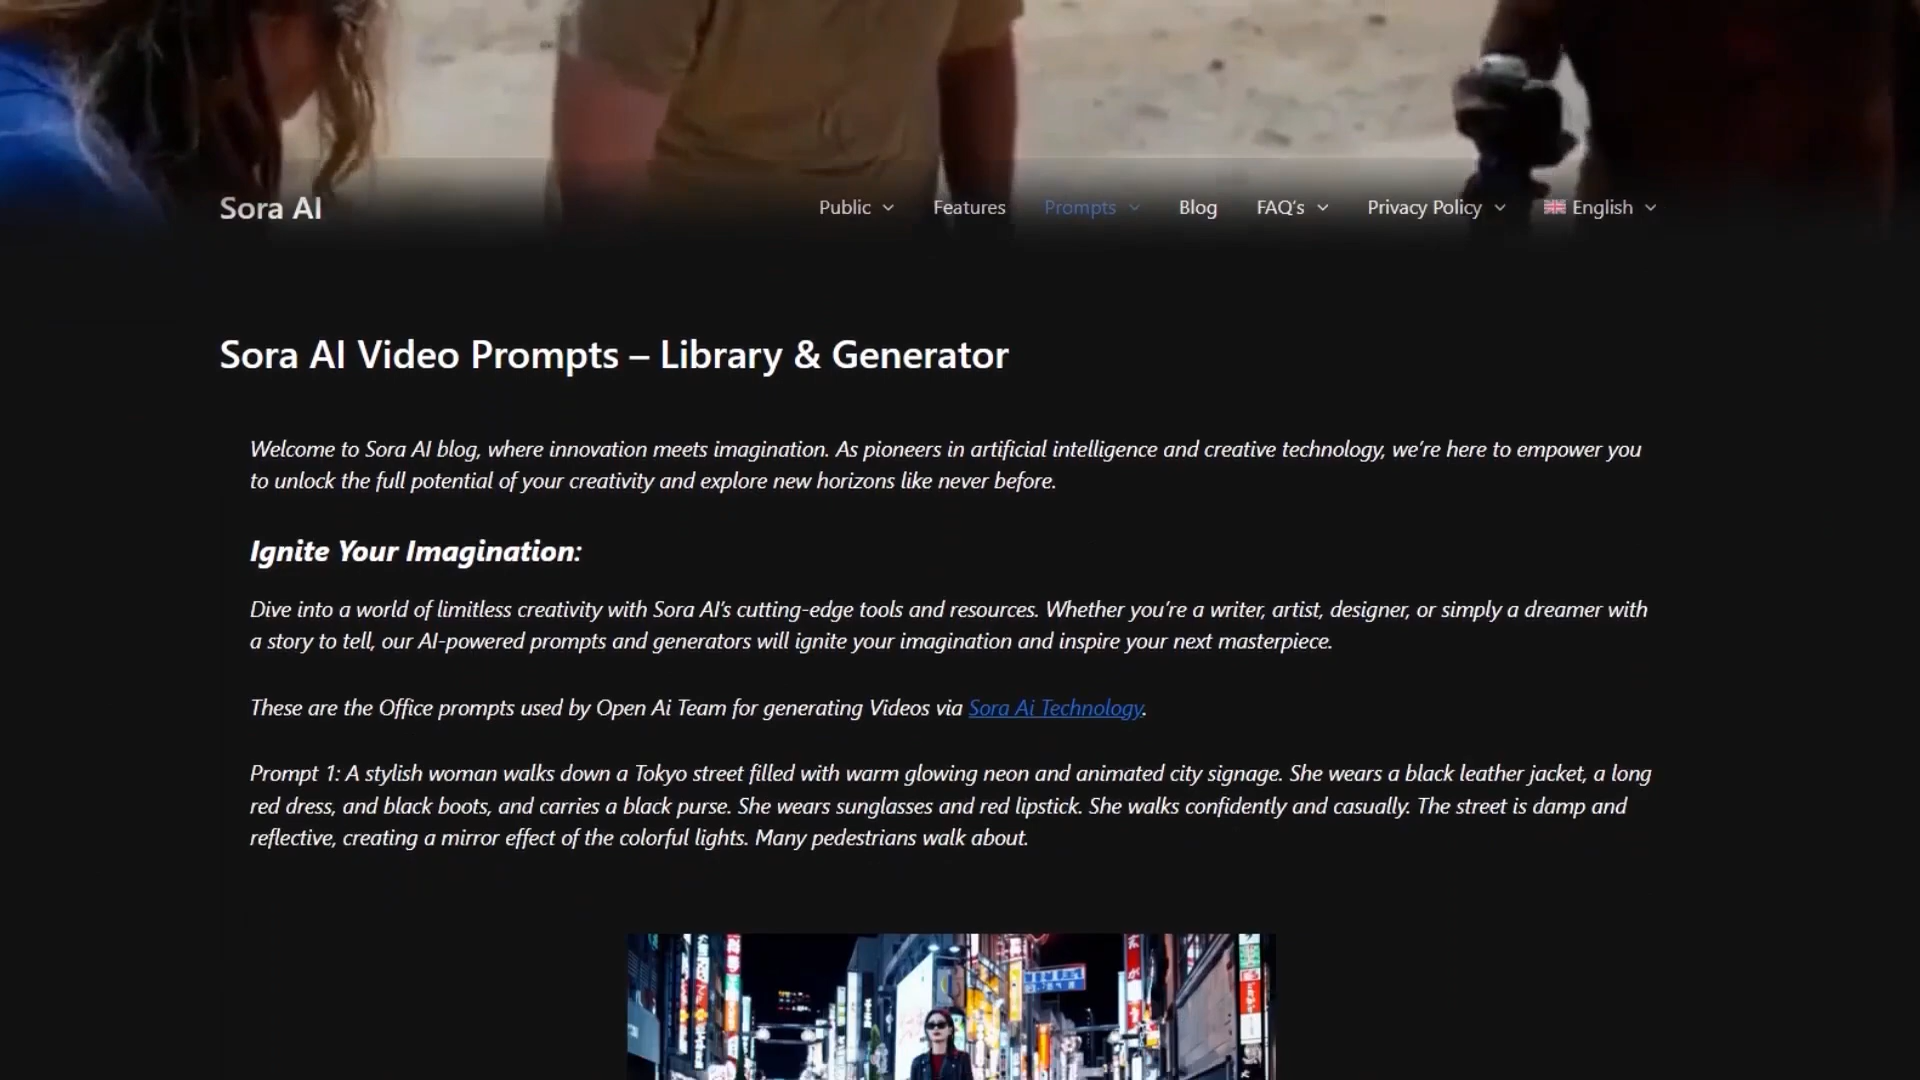 Sora AI
Public
Features
Prompts
Blog
FAQ's
Privacy Policy
English
Sora AI Video Prompts – Library & Generator
Welcome to Sora AI blog, where innovation meets imagination. As pioneers in artificial intelligence and creative technology, we're here to empower you
to unlock the full potential of your creativity and explore new horizons like never before.
Ignite Your Imagination:
Dive into a world of limitless creativity with Sora AI's cutting-edge tools and resources. Whether you're a writer, artist, designer, or simply a dreamer with
a story to tell, our AI-powered prompts and generators will ignite your imagination and inspire your next masterpiece.
These are the Office prompts used by Open Ai Team for generating Videos via Sora Ai Technology.
Prompt 1: A stylish woman walks down a Tokyo street filled with warm glowing neon and animated city signage. She wears a black leather jacket, a long
red dress, and black boots, and carries a black purse. She wears sunglasses and red lipstick. She walks confidently and casually. The street is damp and
reflective, creating a mirror effect of the colorful lights. Many pedestrians walk about.